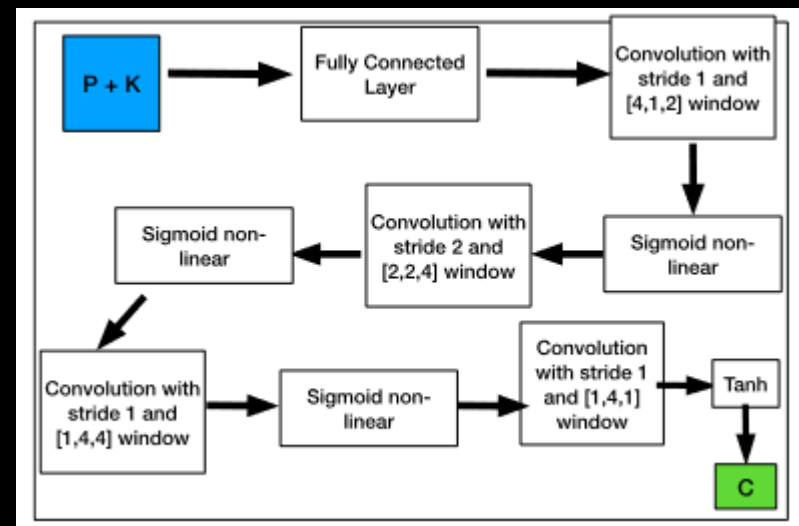 P + K
Fully Connected
Layer
Convolution with
stride 1 and
[4,1,2] window
Sigmoid non-
linear
Convolution with
stride 2 and
[2,2,4] window
Sigmoid non-
linear
Convolution with
stride 1 and
[1,4,4] window
Sigmoid non-
linear
Convolution
with stride 1
and [1,4,1]
window
Tanh
C